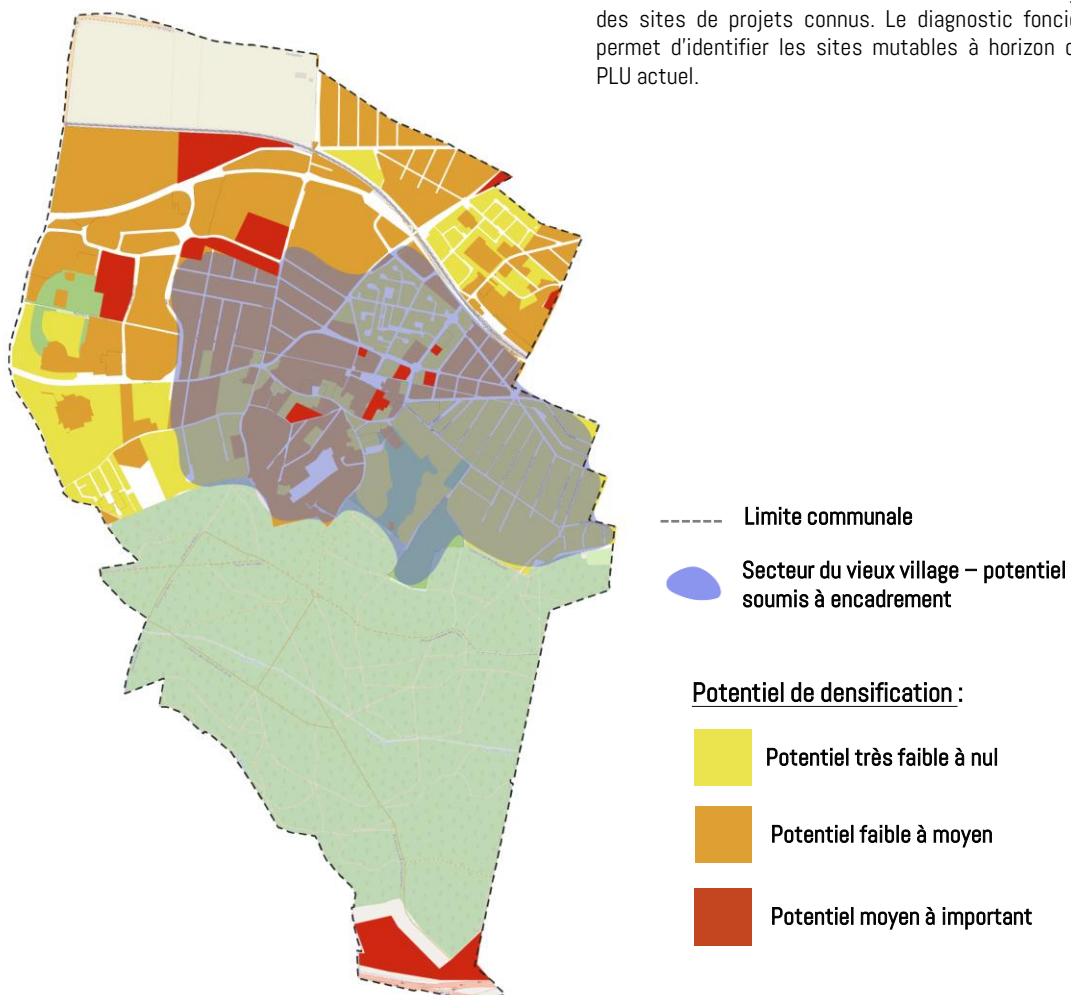 des sites de projets connus. Le diagnostic foncier
permet d'identifier les sites mutables à horizon
PLU actuel.
Limite communale
Secteur du vieux village – potentiel
soumis à encadrement
Potentiel de densification :
Potentiel très faible à nul
Potentiel faible à moyen
Potentiel moyen à important